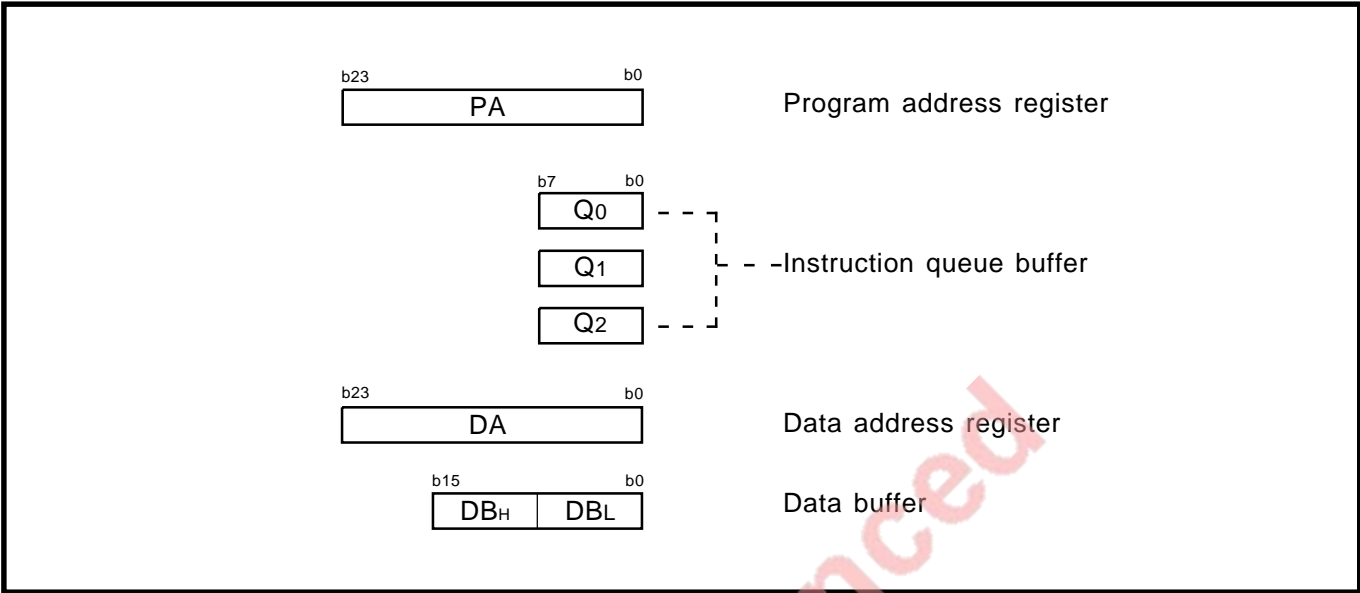 b23 b0
PA Program address register
b7 b0
Q0
Q1 Instruction queue buffer
Q2
b23 b0
DA Data address register
b15 b0
DBH DBL Data buffer